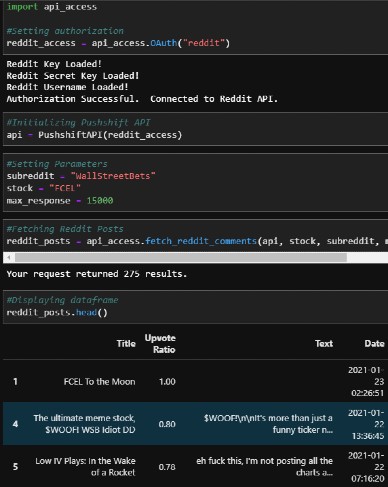 import api_access
#Setting authorization
reddit_access = api_access.OAuth("reddit")
Reddit Key Loaded!
Reddit Secret Key Loaded!
Reddit Username Loaded!
Authorization Successful.  Connected to Reddit API.
#Initializing Pushshift API
api = PushshiftAPI(reddit_access)
#Setting Parameters
subreddit = "WallStreetBets"
stock = "FCEL"
max_response = 15000
#Fetching Reddit Posts
reddit_posts = api_access.fetch_reddit_comments(api, stock, subreddit, m
Your request returned 275 results.
#Displaying dataframe
reddit_posts.head()
Title Upvote Ratio Text Date
1 FCEL To the Moon 1.00 2021-01-23 02:26:51
4 The ultimate meme stock, $WOOF! WSB Idiot DD 0.80 $WOOF!\n\nIt's more than just a funny ticker n... 2021-01-22 13:36:45
5 Low IV Plays: In the Wake of a Rocket 0.78 eh fuck this, I'm not posting all the charts a... 2021-01-22 07:16:20